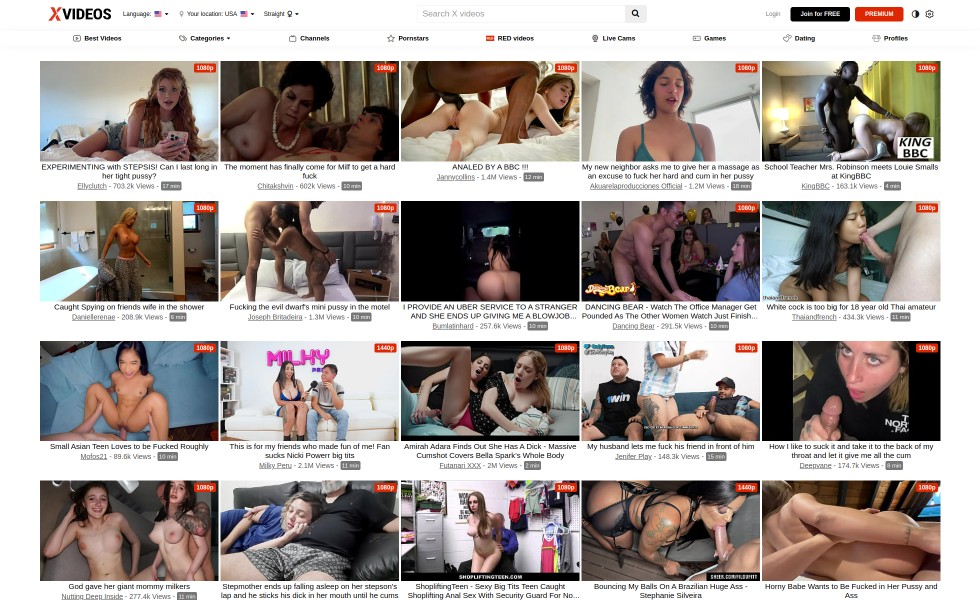 XVIDEOS
Language:
Your location: USA
Straight
Search X videos
Login
Join for FREE
PREMIUM
Best Videos
Categories
Channels
Pornstars
RED videos
Live Cams
Games
Dating
Profiles
1080p
1080p
1080p
1080p
1080p
KING
BBC
EXPERIMENTING with STEPSIS! Can I last long in
her tight pussy?
Ellyclutch - 703.2k Views - 17 min
The moment has finally come for Milf to get a hard
fuck
Chitakshvin - 602k Views - 10 min
ANALED BY A BBC !!!
Jannycollins - 1.4M Views - 12 min
My new neighbor asks me to give her a massage as
an excuse to fuck her hard and cum in her pussy
Akuarelaproducciones Official - 1.2M Views - 18 min
School Teacher Mrs. Robinson meets Louie Smalls
at KingBBC
KingBBC - 163.1k Views - 4 min
1080p
1080p
1080p
1080p
1080p
Dancing Bear
Caught Spying on friends wife in the shower
Daniellerenae - 208.9k Views - 6 min
Fucking the evil dwarf's mini pussy in the motel
Joseph Britadeira - 1.3M Views - 10 min
I PROVIDE AN UBER SERVICE TO A STRANGER
AND SHE ENDS UP GIVING ME A BLOWJOB...
Bumlatinhard - 257.6k Views - 10 min
DANCING BEAR - Watch The Office Manager Get
Pounded As The Other Women Watch Just Finish...
Dancing Bear - 291.5k Views - 10 min
White cock is too big for 18 year old Thai amateur
Thaiandfrench - 434.3k Views - 11 min
1080p
1440p
1080p
1080p
1080p
MILKY
1win
Small Asian Teen Loves to be Fucked Roughly
Mofos21 - 89.6k Views - 10 min
This is for my friends who made fun of me! Fan
sucks Nicki Powerr big tits
Milky Peru - 2.1M Views - 11 min
Amirah Adara Finds Out She Has A Dick - Massive
Cumshot Covers Bella Spark's Whole Body
Futanari XXX - 2M Views - 2 min
My husband lets me fuck his friend in front of him
Jenifer Play - 148.3k Views - 15 min
How I like to suck it and take it to the back of my
throat and let it give me all the cum
Deepvane - 174.7k Views - 8 min
1080p
1080p
1080p
1440p
1080p
SHOPLIFTINGTEEN.COM
God gave her giant mommy milkers
Nutting Deep Inside - 277.4k Views - 11 min
Stepmother ends up falling asleep on her stepson's
lap and he sticks his dick in her mouth until he cums
ShopliftingTeen - Sexy Big Tits Teen Caught
Shoplifting Anal Sex With Security Guard For No...
Bouncing My Balls On A Brazilian Huge Ass -
Stephanie Silveira
Horny Babe Wants to Be Fucked in Her Pussy and
Ass